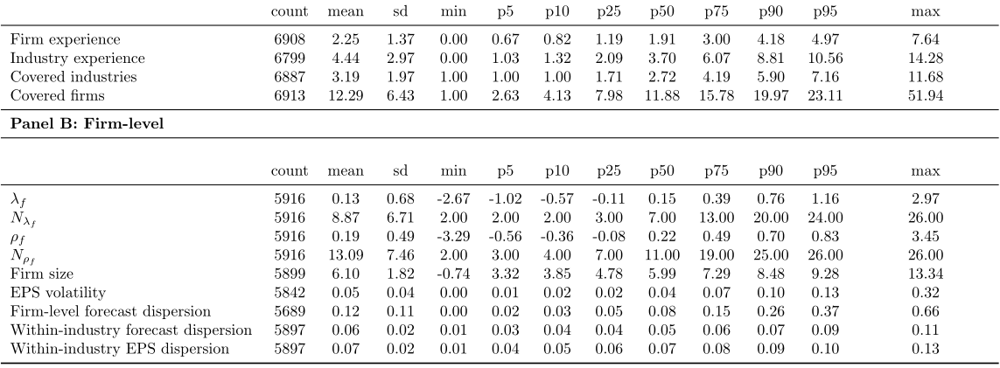 count mean sd min p5 p10 p25 p50 p75 p90 p95 max
Firm experience 6908 2.25 1.37 0.00 0.67 0.82 1.19 1.91 3.00 4.18 4.97 7.64
Industry experience 6799 4.44 2.97 0.00 1.03 1.32 2.09 3.70 6.07 8.81 10.56 14.28
Covered industries 6887 3.19 1.97 1.00 1.00 1.00 1.71 2.72 4.19 5.90 7.16 11.68
Covered firms 6913 12.29 6.43 1.00 2.63 4.13 7.98 11.88 15.78 19.97 23.11 51.94
Panel B: Firm-level
count mean sd min p5 p10 p25 p50 p75 p90 p95 max
λ_f 5916 0.13 0.68 -2.67 -1.02 -0.57 -0.11 0.15 0.39 0.76 1.16 2.97
N_{λ_f} 5916 8.87 6.71 2.00 2.00 2.00 3.00 7.00 13.00 20.00 24.00 26.00
ρ_f 5916 0.19 0.49 -3.29 -0.56 -0.36 -0.08 0.22 0.49 0.70 0.83 3.45
N_{ρ_f} 5916 13.09 7.46 2.00 3.00 4.00 7.00 11.00 19.00 25.00 26.00 26.00
Firm size 5899 6.10 1.82 -0.74 3.32 3.85 4.78 5.99 7.29 8.48 9.28 13.34
EPS volatility 5842 0.05 0.04 0.00 0.01 0.02 0.02 0.04 0.07 0.10 0.13 0.32
Firm-level forecast dispersion 5689 0.12 0.11 0.00 0.02 0.03 0.05 0.08 0.15 0.26 0.37 0.66
Within-industry forecast dispersion 5897 0.06 0.02 0.01 0.03 0.04 0.04 0.05 0.06 0.07 0.09 0.11
Within-industry EPS dispersion 5897 0.07 0.02 0.01 0.04 0.05 0.06 0.07 0.08 0.09 0.10 0.13